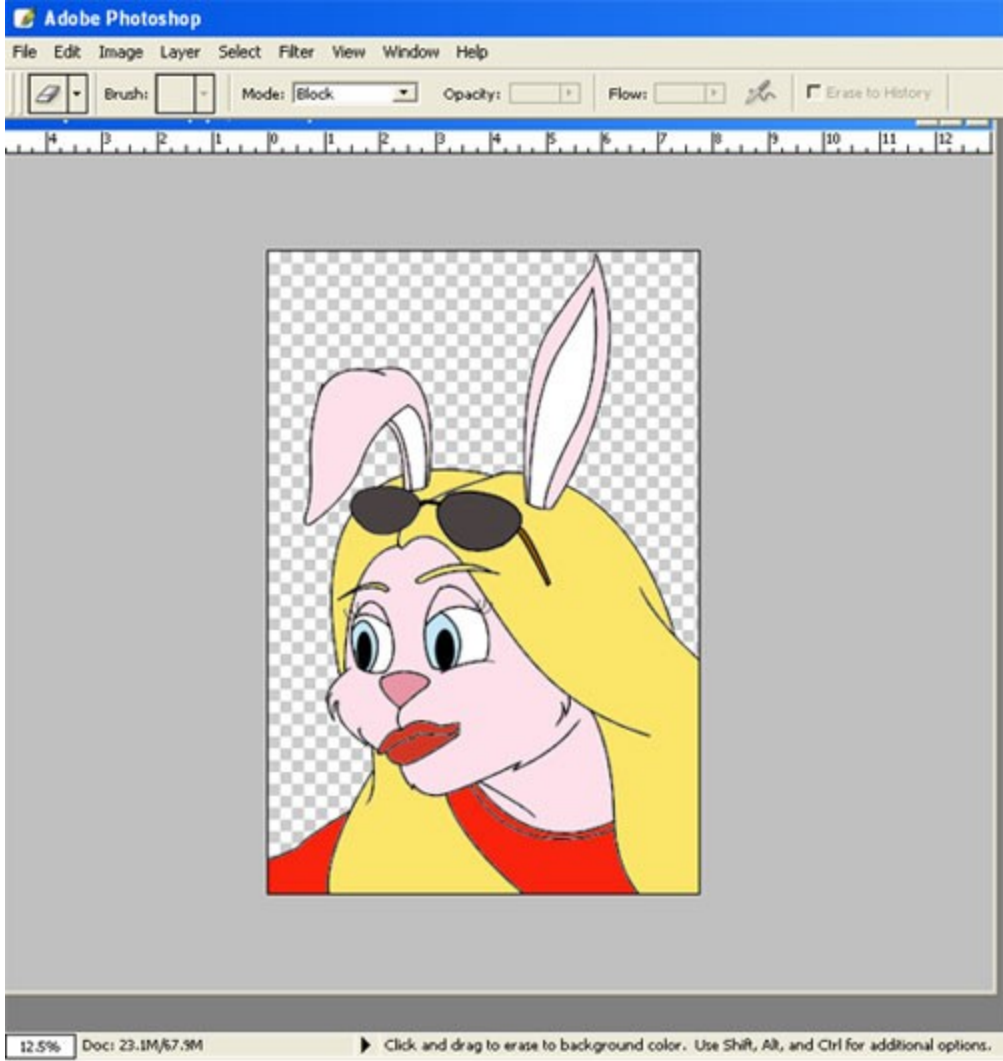 Adobe Photoshop
File Edit Image Layer Select Filter View Window Help
Brush: Mode: Block Opacity: Flow: Erase to History
4 3 2 1 0 1 2 3 4 5 6 7 8 9 10 11 12
12.5% Doc: 23.1M/67.9M Click and drag to erase to background color. Use Shift, Alt, and Ctrl for additional options.